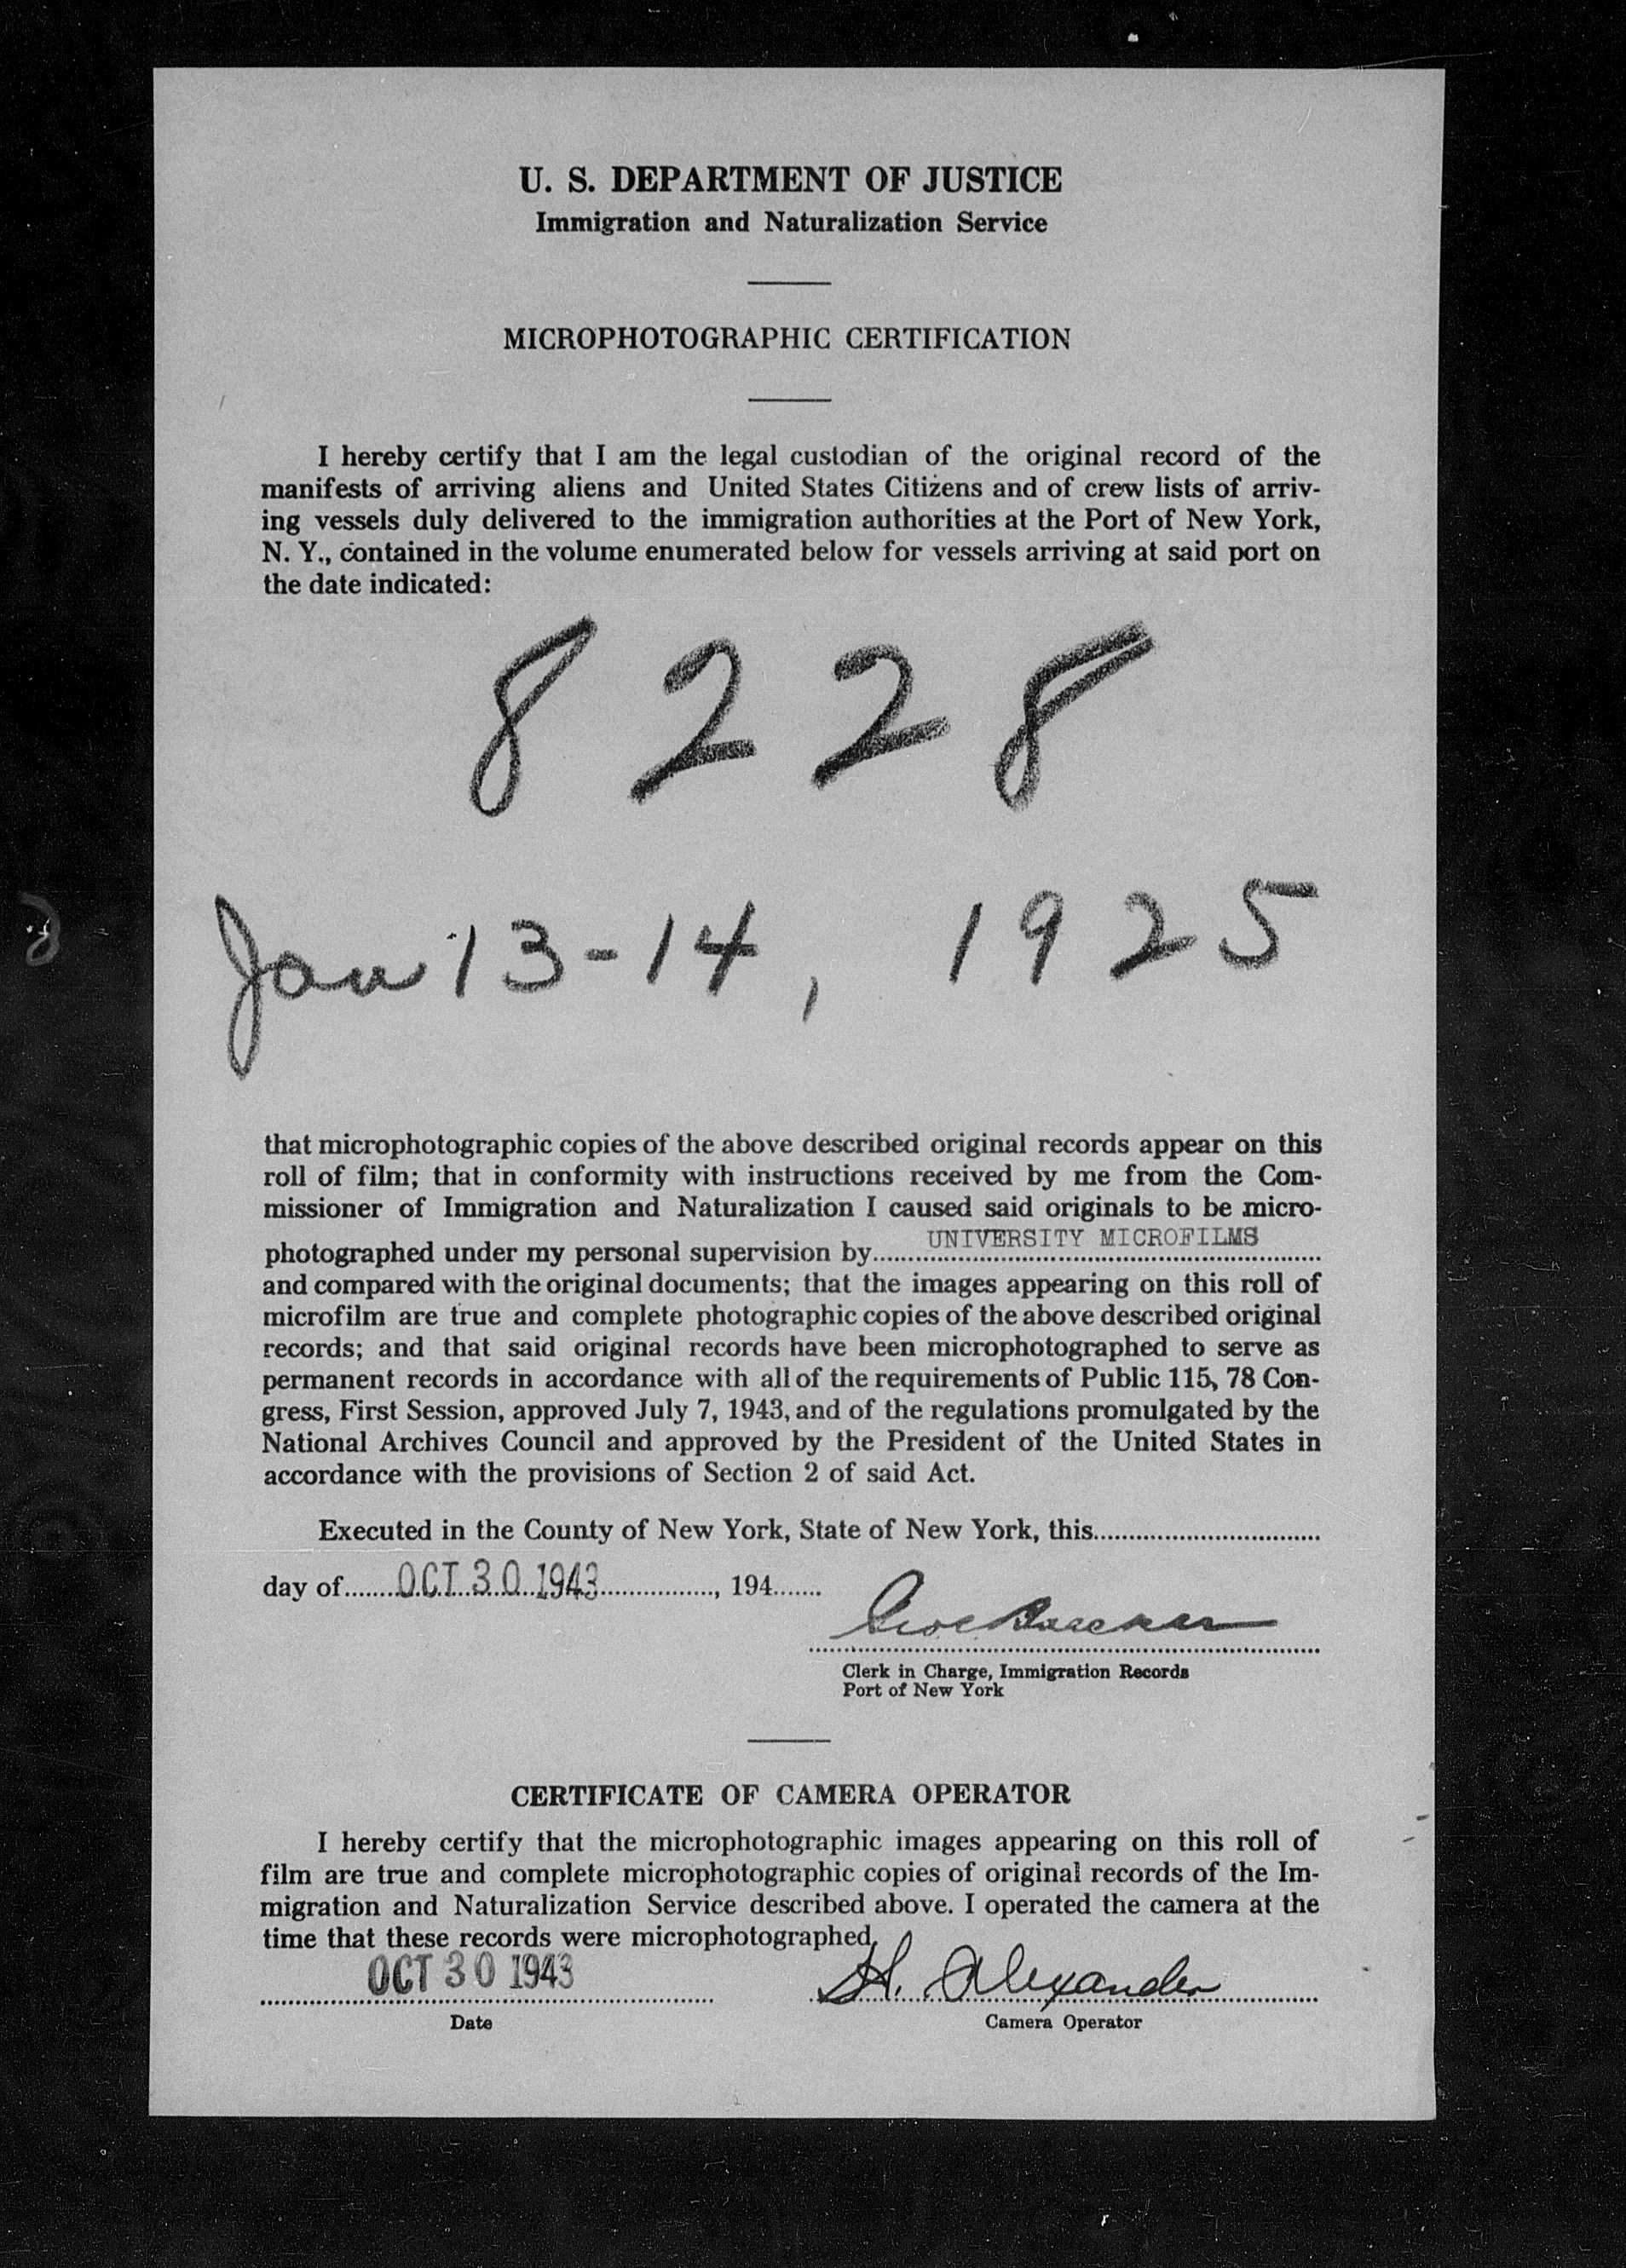 U. S. DEPARTMENT OF JUSTICE
Immigration and Naturalization Service
MICROPHOTOGRAPHIC CERTIFICATION
I hereby certify that I am the legal custodian of the original record of the
manifests of arriving aliens and United States Citizens and of crew lists of arriv-
ing vessels duly delivered to the immigration authorities at the Port of New York,
N. Y., contained in the volume enumerated below for vessels arriving at said port on
the date indicated:
8228
Jan 13-14, 1925
that microphotographic copies of the above described original records appear on this
roll of film; that in conformity with instructions received by me from the Com-
missioner of Immigration and Naturalization I caused said originals to be micro-
photographed under my personal supervision by UNIVERSITY MICROFILMS
and compared with the original documents; that the images appearing on this roll of
microfilm are true and complete photographic copies of the above described original
records; and that said original records have been microphotographed to serve as
permanent records in accordance with all of the requirements of Public 115, 78 Con-
gress, First Session, approved July 7, 1943, and of the regulations promulgated by the
National Archives Council and approved by the President of the United States in
accordance with the provisions of Section 2 of said Act.
Executed in the County of New York, State of New York, this
day of OCT 30 1943, 194
Clerk in Charge, Immigration Records
Port of New York
CERTIFICATE OF CAMERA OPERATOR
I hereby certify that the microphotographic images appearing on this roll of
film are true and complete microphotographic copies of original records of the Im-
migration and Naturalization Service described above. I operated the camera at the
time that these records were microphotographed.
OCT 30 1943 H. Alexander
Date Camera Operator